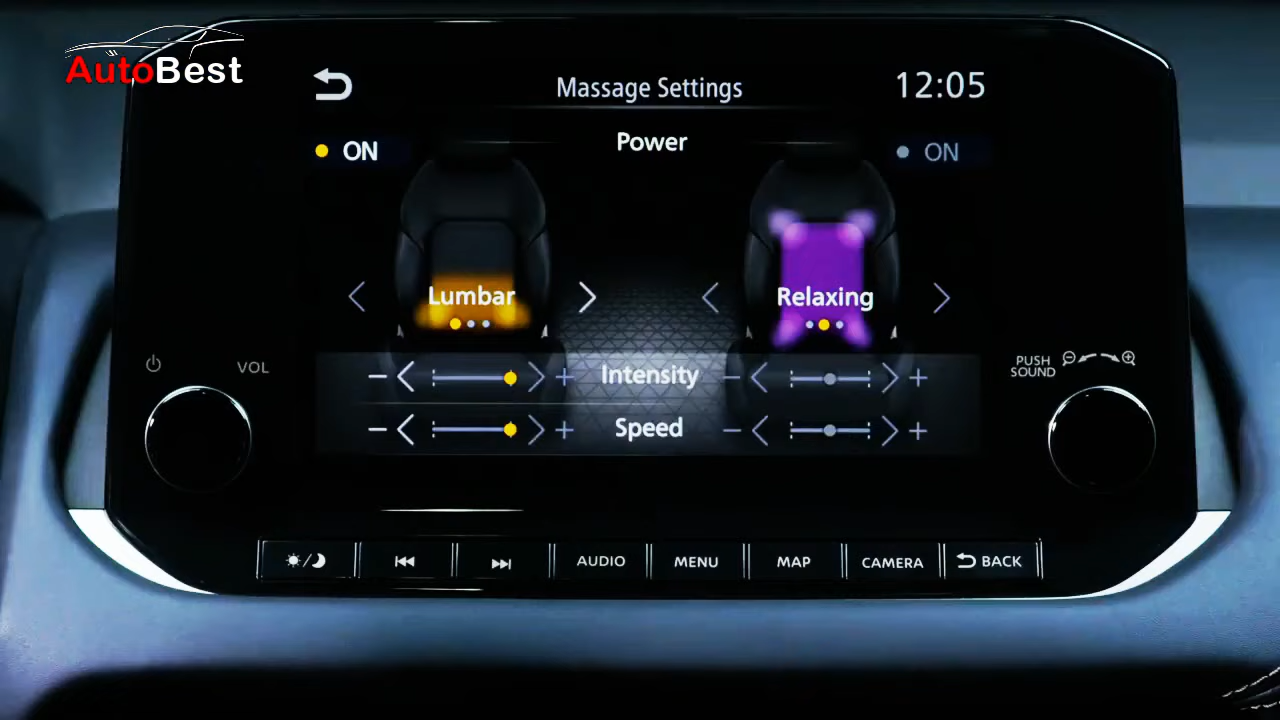 AutoBest
Massage Settings
12:05
Power
ON
ON
Lumbar
Relaxing
Intensity
Speed
VOL
PUSH
SOUND
AUDIO
MENU
MAP
CAMERA
BACK